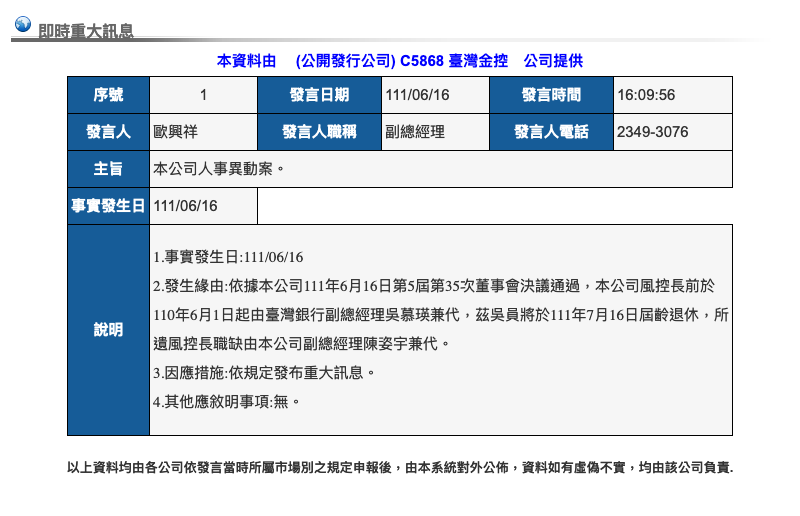 即時重大訊息
本資料由 (公開發行公司) C5868 臺灣金控 公司提供
序號 1 發言日期 111/06/16 發言時間 16:09:56
發言人 歐興祥 發言人職稱 副總經理 發言人電話 2349-3076
主旨 本公司人事異動案。
事實發生日 111/06/16
說明
1.事實發生日:111/06/16
2.發生緣由:依據本公司111年6月16日第5屆第35次董事會決議通過，本公司風控長前於
110年6月1日起由臺灣銀行副總經理吳慕瑛兼代，茲吳員將於111年7月16日屆齡退休，所
遺風控長職缺由本公司副總經理陳姿宇兼代。
3.因應措施:依規定發布重大訊息。
4.其他應敘明事項:無。
以上資料均由各公司依發言當時所屬市場別之規定申報後，由本系統對外公佈，資料如有虛偽不實，均由該公司負責.